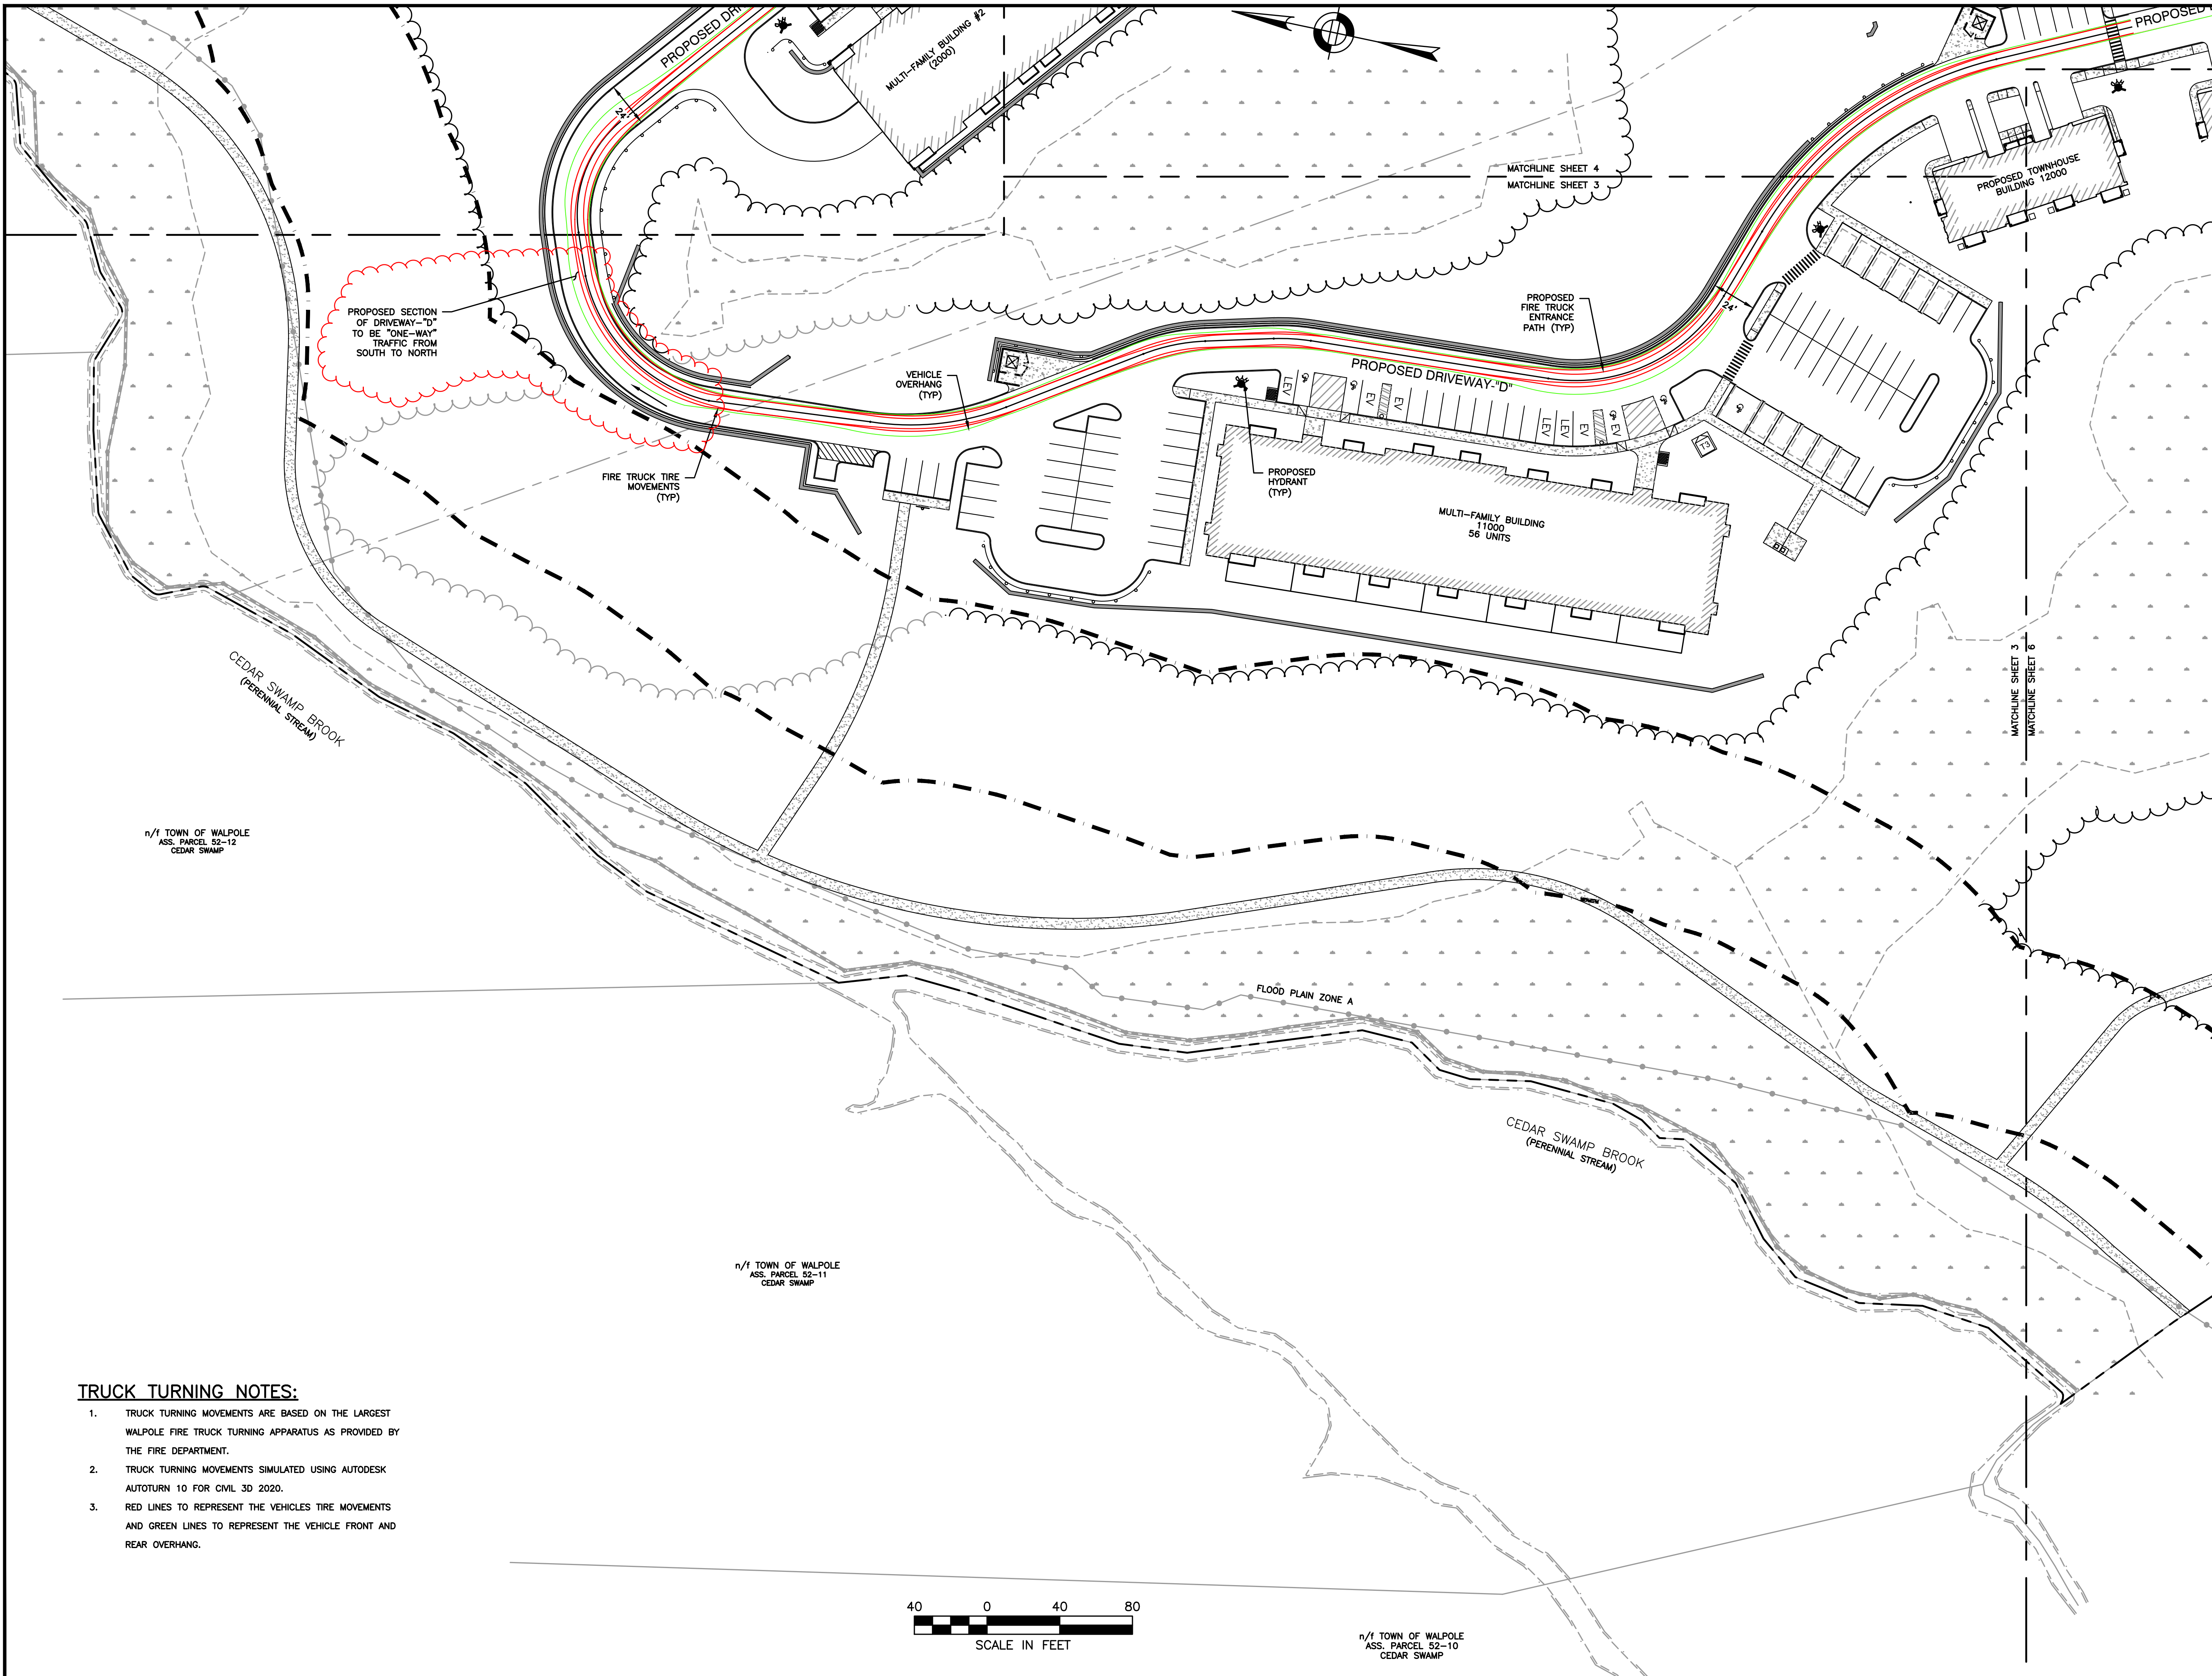 PROPOSED DRI
MULTI-FAMILY BUILDING #2
(2000)
24'
PROPOSED
MATCHLINE SHEET 4
MATCHLINE SHEET 3
PROPOSED TOWNHOUSE
BUILDING 12000
PROPOSED SECTION
OF DRIVEWAY-"D"
TO BE "ONE-WAY"
TRAFFIC FROM
SOUTH TO NORTH
PROPOSED
FIRE TRUCK
ENTRANCE
PATH (TYP)
24'
VEHICLE
OVERHANG
(TYP)
PROPOSED DRIVEWAY-"D"
LEV
EV
EV
LEV
LEV
EV
EV
T3
FIRE TRUCK TIRE
MOVEMENTS
(TYP)
PROPOSED
HYDRANT
(TYP)
MULTI-FAMILY BUILDING
11000
56 UNITS
CEDAR SWAMP BROOK
(PERENNIAL STREAM)
MATCHLINE SHEET 3
MATCHLINE SHEET 6
n/f TOWN OF WALPOLE
ASS. PARCEL 52-12
CEDAR SWAMP
FLOOD PLAIN ZONE A
CEDAR SWAMP BROOK
(PERENNIAL STREAM)
n/f TOWN OF WALPOLE
ASS. PARCEL 52-11
CEDAR SWAMP
TRUCK TURNING NOTES:
1. TRUCK TURNING MOVEMENTS ARE BASED ON THE LARGEST
WALPOLE FIRE TRUCK TURNING APPARATUS AS PROVIDED BY
THE FIRE DEPARTMENT.
2. TRUCK TURNING MOVEMENTS SIMULATED USING AUTODESK
AUTOTURN 10 FOR CIVIL 3D 2020.
3. RED LINES TO REPRESENT THE VEHICLES TIRE MOVEMENTS
AND GREEN LINES TO REPRESENT THE VEHICLE FRONT AND
REAR OVERHANG.
40 0 40 80
SCALE IN FEET
n/f TOWN OF WALPOLE
ASS. PARCEL 52-10
CEDAR SWAMP